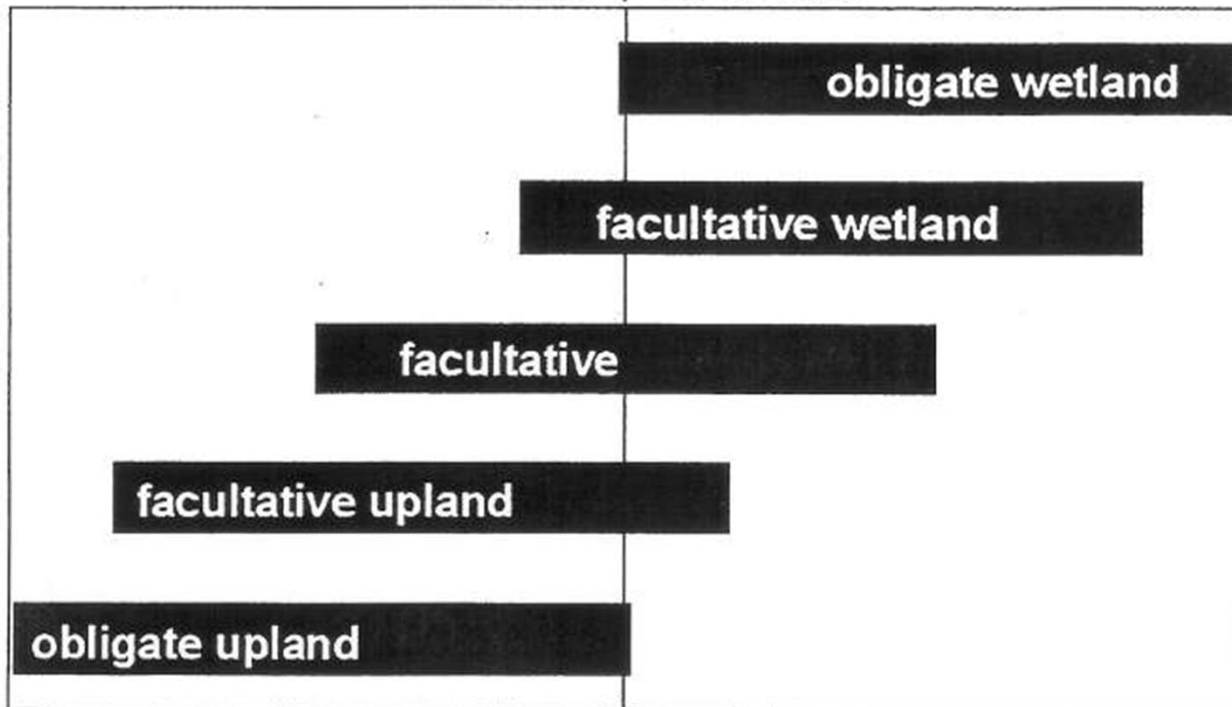 obligate wetland
facultative wetland
facultative
facultative upland
obligate upland